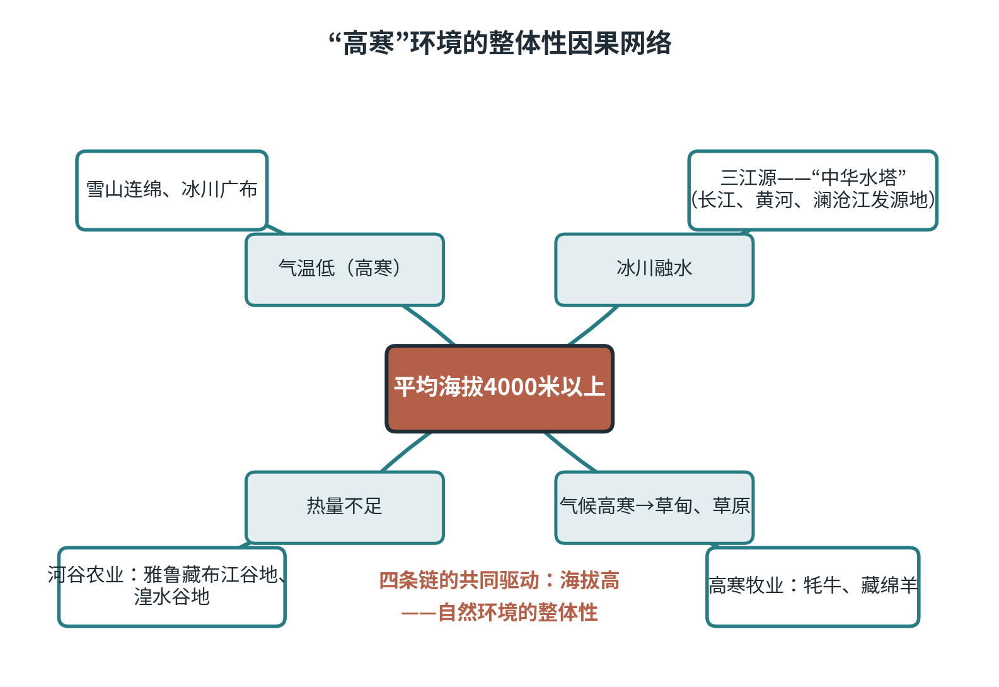 “高寒”环境的整体性因果网络
雪山连绵、冰川广布
三江源——“中华水塔”
（长江、黄河、澜沧江发源地）
气温低（高寒）
冰川融水
平均海拔4000米以上
热量不足
气候高寒→草甸、草原
河谷农业：雅鲁藏布江谷地、
湟水谷地
四条链的共同驱动：海拔高
——自然环境的整体性
高寒牧业：牦牛、藏绵羊